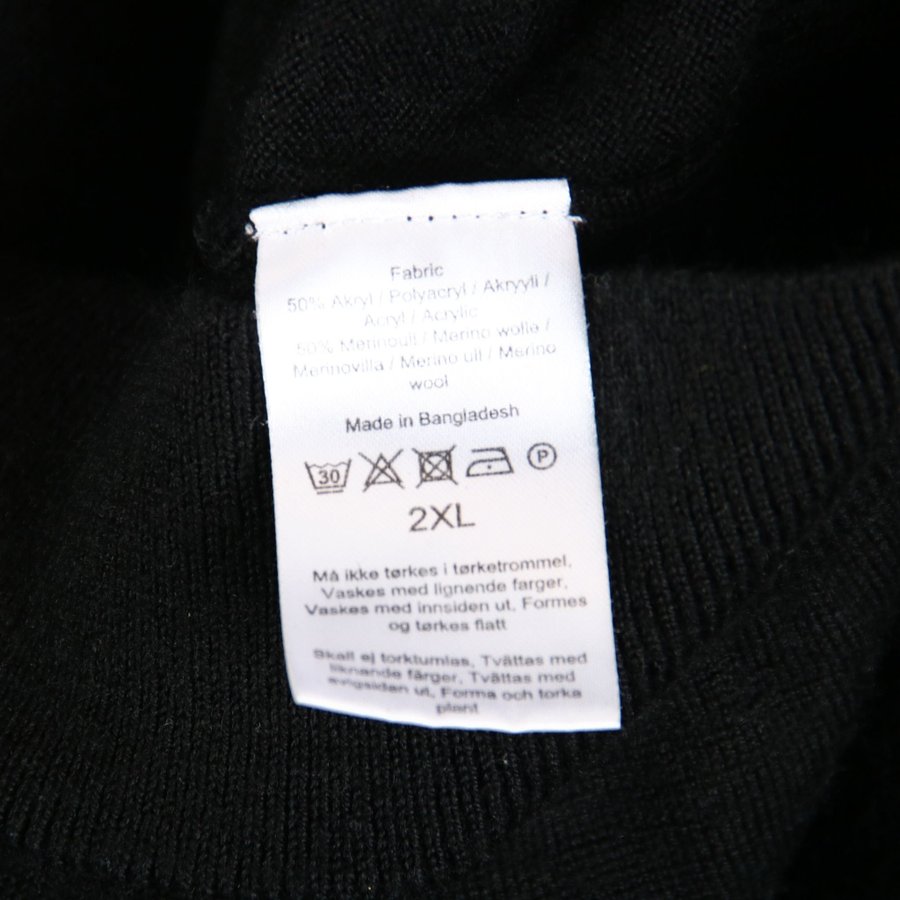 Fabric
50% Akryl / Polyacryl / Akryyli /
Acryl / Acrylic
50% Merinoull / Merino wolle /
Merinovilla / Merino ull / Merino
wool
Made in Bangladesh
30 P
2XL
Må ikke tørkes i tørketrommel,
Vaskes med lignende farger,
Vaskes med innsiden ut, Formes
og tørkes flatt
Skall ej torktumlas, Tvättas med
liknande färger, Tvättas med
avigsidan ut, Forma och torka
plant